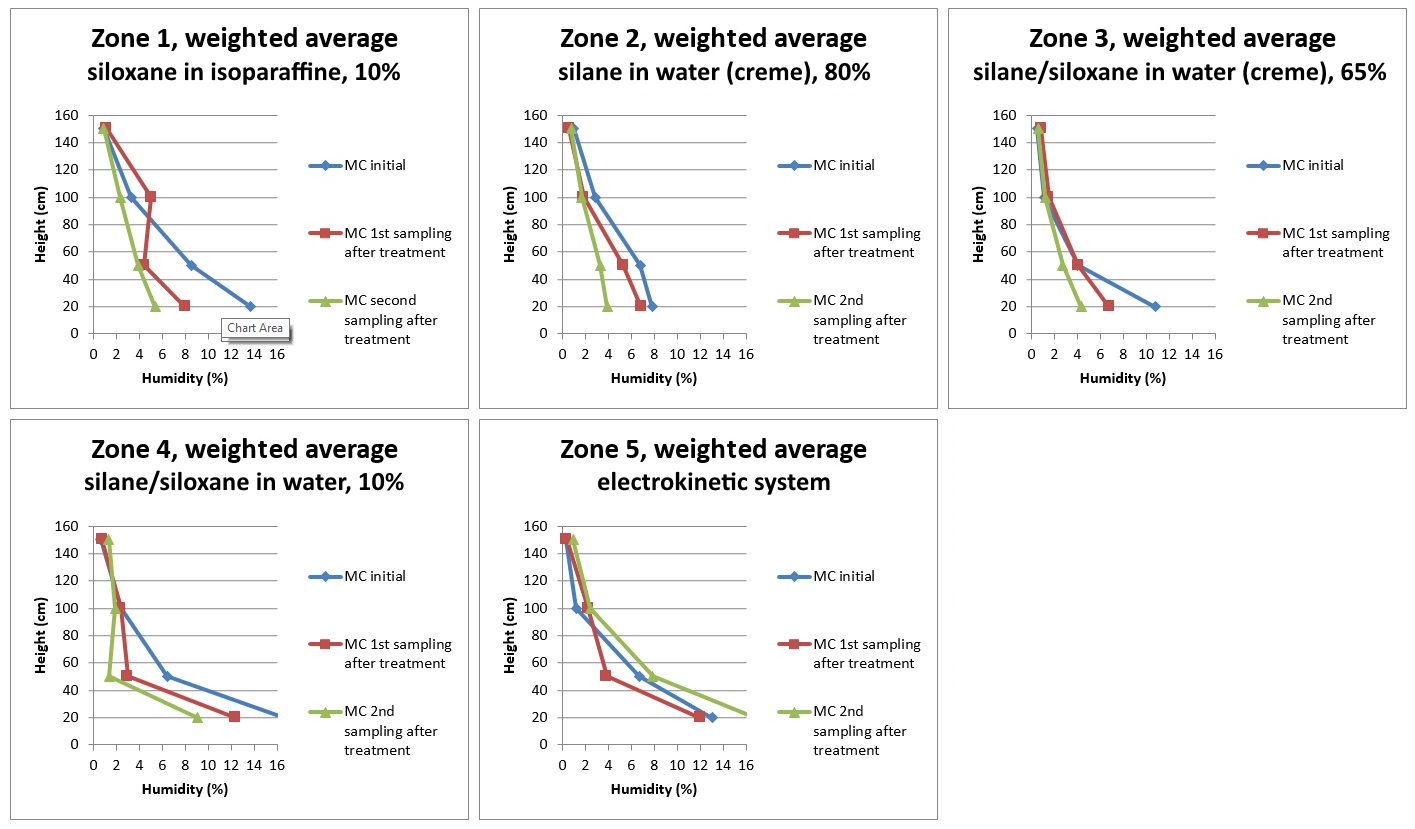 Zone 1, weighted average
siloxane in isoparaffine, 10%
160
140
120
100
80
60
40
20
0
Height (cm)
0 2 4 6 8 10 12 14 16
Humidity (%)
MC initial
MC 1st sampling
after treatment
MC second
sampling after
treatment
Chart Area
Zone 2, weighted average
silane in water (creme), 80%
160
140
120
100
80
60
40
20
0
Height (cm)
0 2 4 6 8 10 12 14 16
Humidity (%)
MC initial
MC 1st sampling
after treatment
MC 2nd
sampling after
treatment
Zone 3, weighted average
silane/siloxane in water (creme), 65%
160
140
120
100
80
60
40
20
0
Height (cm)
0 2 4 6 8 10 12 14 16
Humidity (%)
MC initial
MC 1st sampling
after treatment
MC 2nd
sampling after
treatment
Zone 4, weighted average
silane/siloxane in water, 10%
160
140
120
100
80
60
40
20
0
Height (cm)
0 2 4 6 8 10 12 14 16
Humidity (%)
MC initial
MC 1st sampling
after treatment
MC 2nd
sampling after
treatment
Zone 5, weighted average
electrokinetic system
160
140
120
100
80
60
40
20
0
Height (cm)
0 2 4 6 8 10 12 14 16
Humidity (%)
MC initial
MC 1st sampling
after treatment
MC 2nd
sampling after
treatment